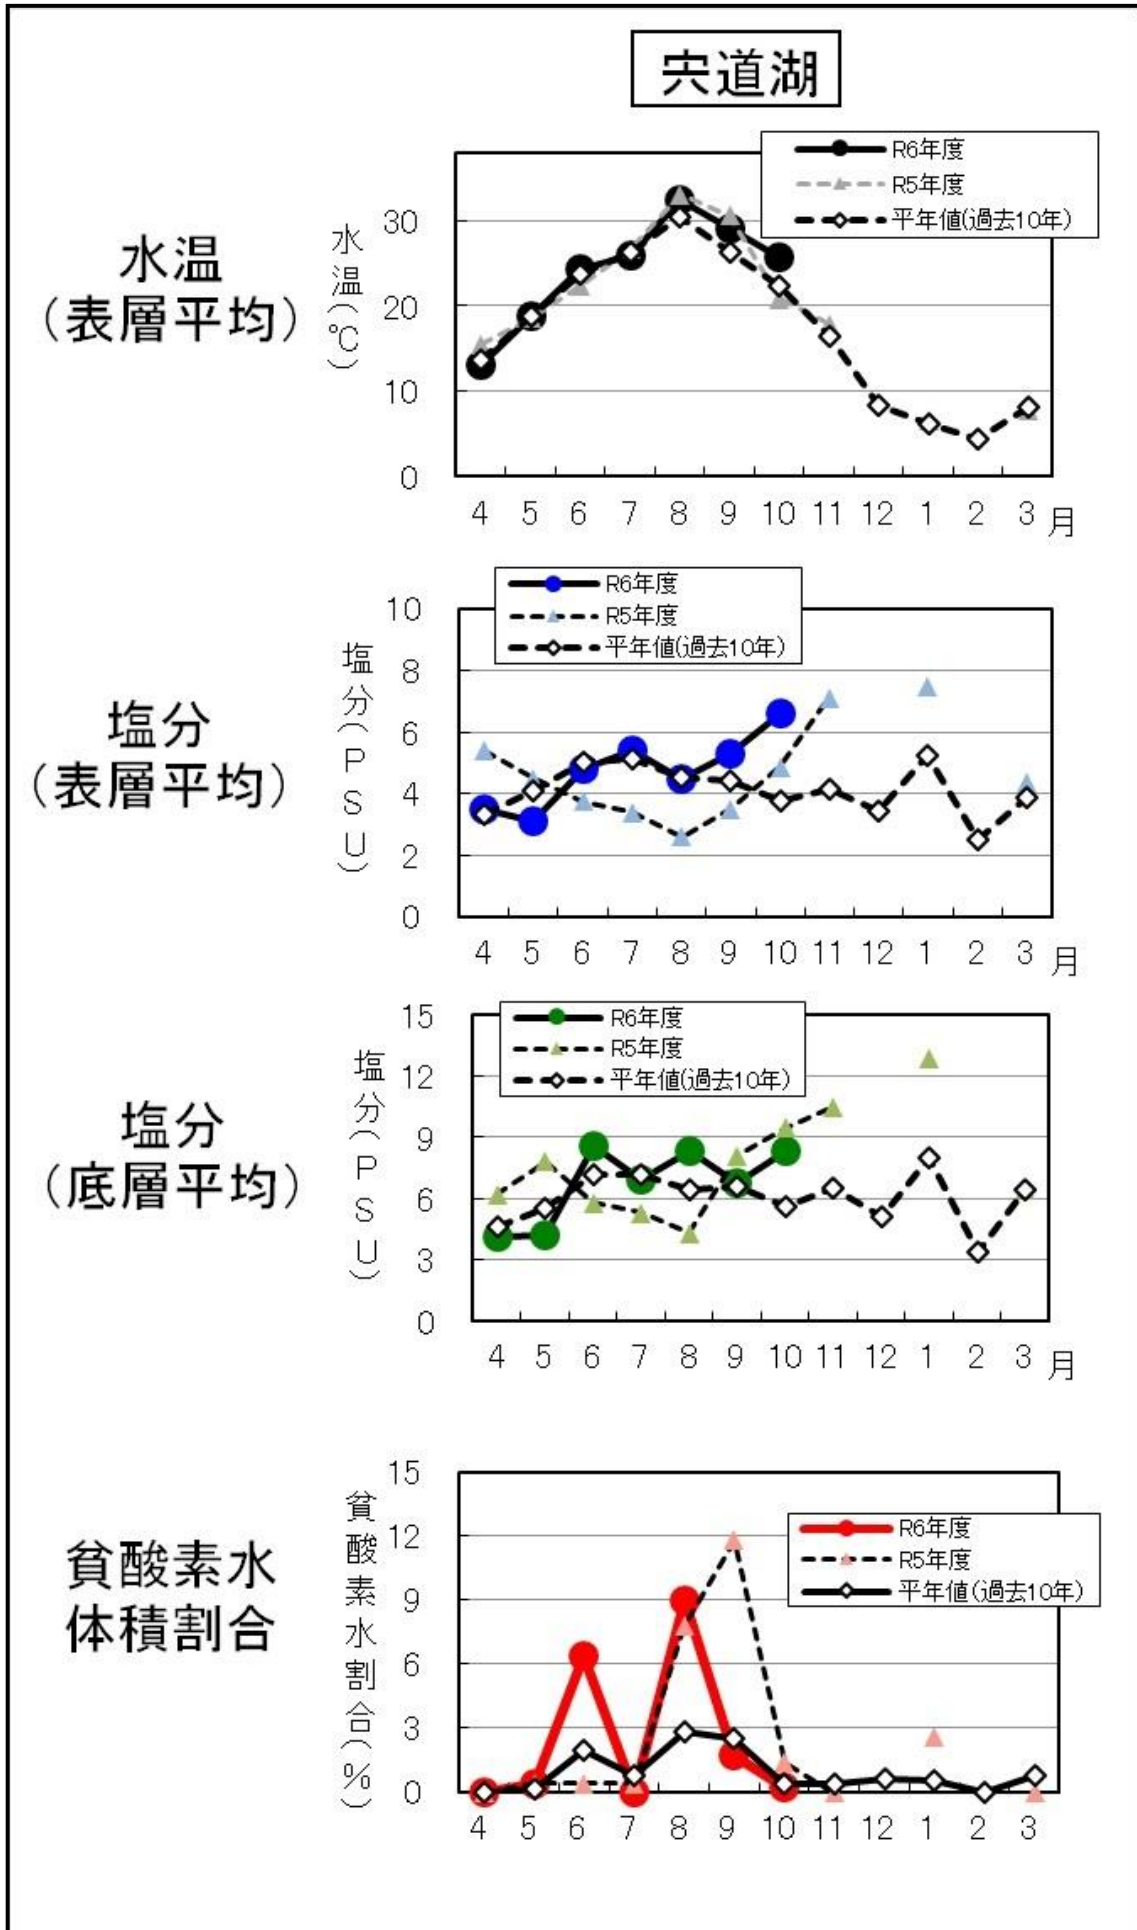 宍道湖
水温
(表層平均)
水温(℃)
R6年度
R5年度
平年値(過去10年)
30
20
10
0
4 5 6 7 8 9 10 11 12 1 2 3 月
塩分
(表層平均)
塩分(PSU)
R6年度
R5年度
平年値(過去10年)
10
8
6
4
2
0
4 5 6 7 8 9 10 11 12 1 2 3 月
塩分
(底層平均)
塩分(PSU)
R6年度
R5年度
平年値(過去10年)
15
12
9
6
3
0
4 5 6 7 8 9 10 11 12 1 2 3 月
貧酸素水
体積割合
貧酸素水割合(%)
R6年度
R5年度
平年値(過去10年)
15
12
9
6
3
0
4 5 6 7 8 9 10 11 12 1 2 3